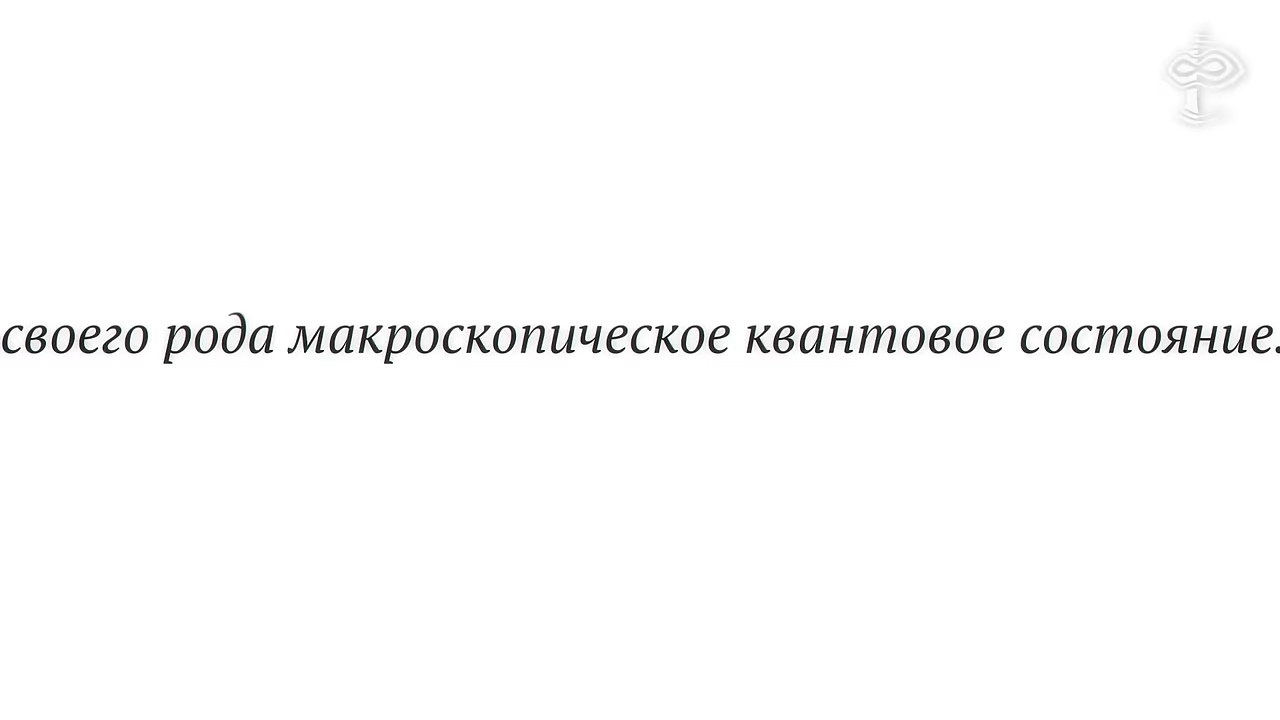 своего рода макроскопическое квантовое состояние.